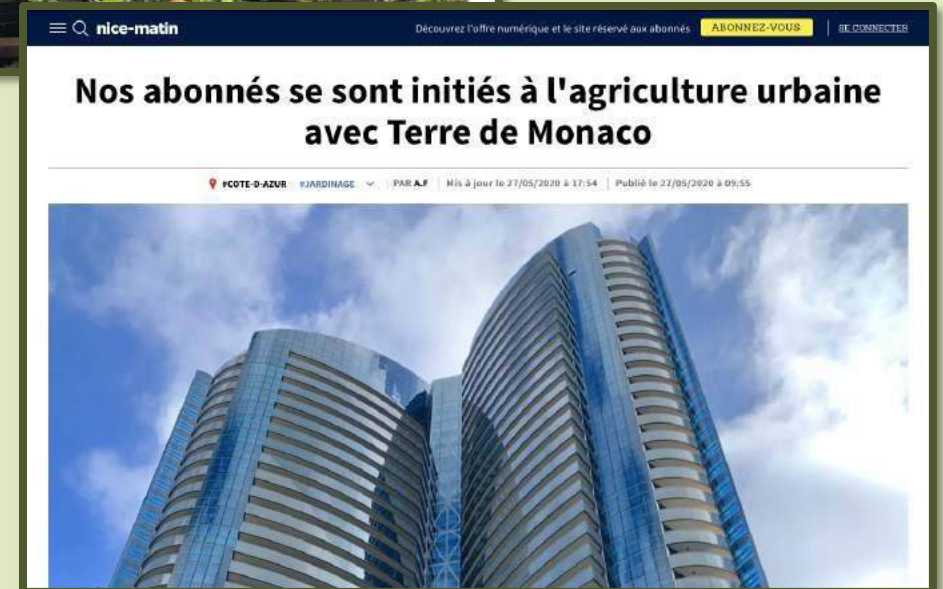 nice-matin
Découvrez l'offre numérique et le site réservé aux abonnés
ABONNEZ-VOUS
SE CONNECTER
Nos abonnés se sont initiés à l'agriculture urbaine
avec Terre de Monaco
#COTE-D-AZUR #JARDINAGE PAR A.F Mis à jour le 27/05/2020 à 17:54 Publié le 27/05/2020 à 09:55